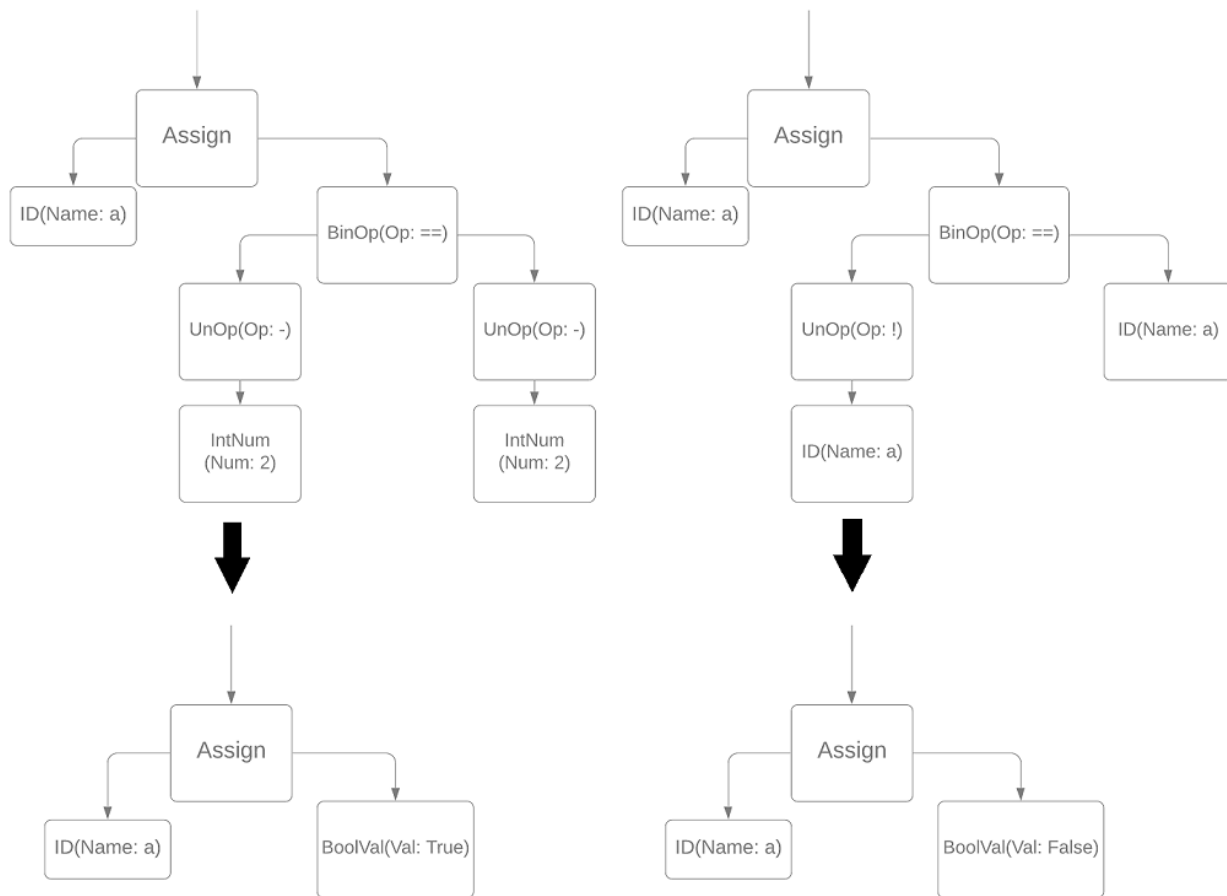 Assign
ID(Name: a)
BinOp(Op: ==)
UnOp(Op: -)
UnOp(Op: -)
IntNum
(Num: 2)
IntNum
(Num: 2)
Assign
ID(Name: a)
BinOp(Op: ==)
UnOp(Op: !)
ID(Name: a)
ID(Name: a)
Assign
ID(Name: a)
BoolVal(Val: True)
Assign
ID(Name: a)
BoolVal(Val: False)